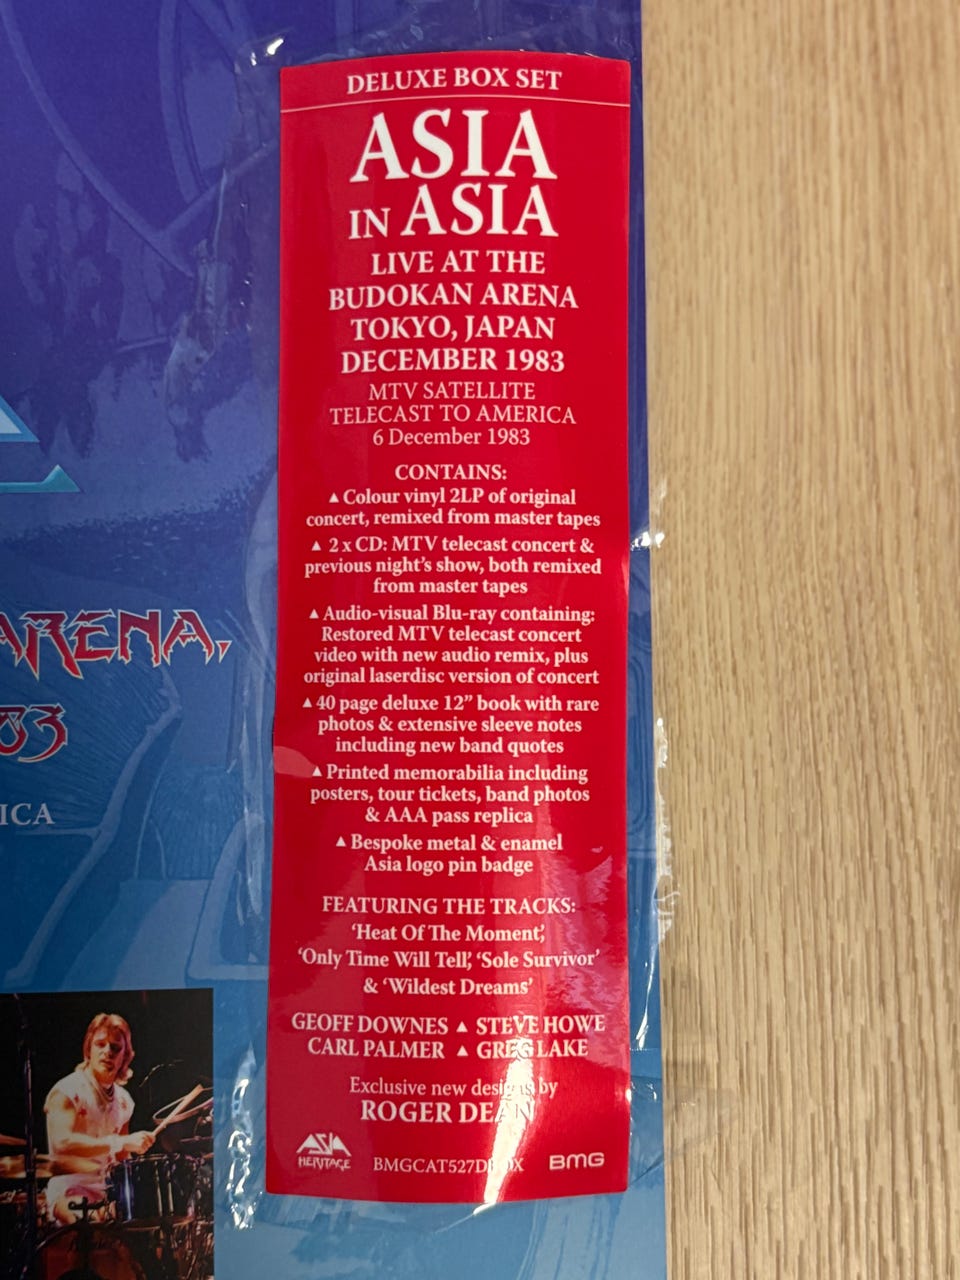 DELUXE BOX SET
ASIA
IN ASIA
LIVE AT THE
BUDOKAN ARENA
TOKYO, JAPAN
DECEMBER 1983
MTV SATELLITE
TELECAST TO AMERICA
6 December 1983
CONTAINS:
▲ Colour vinyl 2LP of original
concert, remixed from master tapes
▲ 2 x CD: MTV telecast concert &
previous night's show, both remixed
from master tapes
▲ Audio-visual Blu-ray containing:
Restored MTV telecast concert
video with new audio remix, plus
original laserdisc version of concert
▲ 40 page deluxe 12” book with rare
photos & extensive sleeve notes
including new band quotes
▲ Printed memorabilia including
posters, tour tickets, band photos
& AAA pass replica
▲ Bespoke metal & enamel
Asia logo pin badge
FEATURING THE TRACKS:
‘Heat Of The Moment’,
‘Only Time Will Tell’, ‘Sole Survivor’
& ‘Wildest Dreams’
GEOFF DOWNES ▲ STEVE HOWE
CARL PALMER ▲ GREG LAKE
Exclusive new designs by
ROGER DEAN
ASIA
HERITAGE
BMGCAT527DBOX
BMG
ARENA,
83
ICA